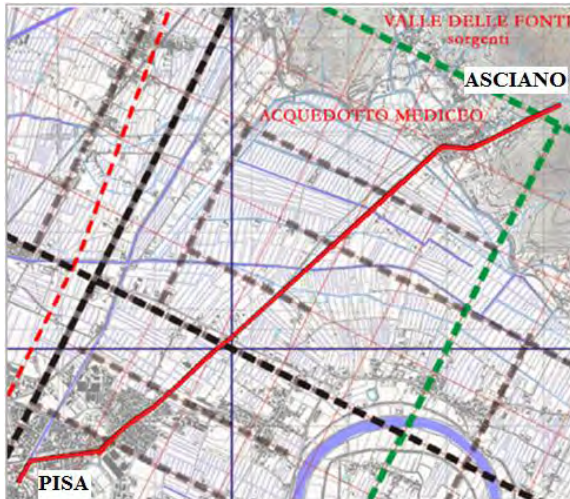 VALLE DELLE FONTI
sorgenti
ASCIANO
ACQUEDOTTO MEDICEO
PISA